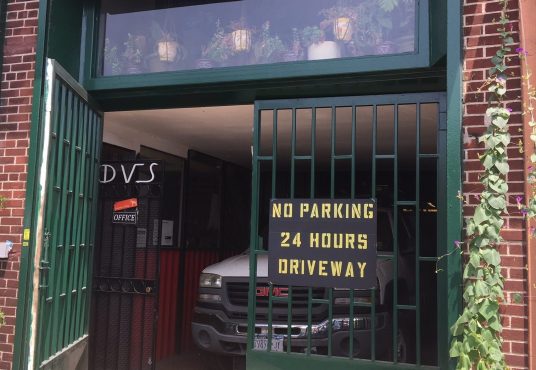 DVS
OFFICE
NO PARKING
24 HOURS
DRIVEWAY
GMC